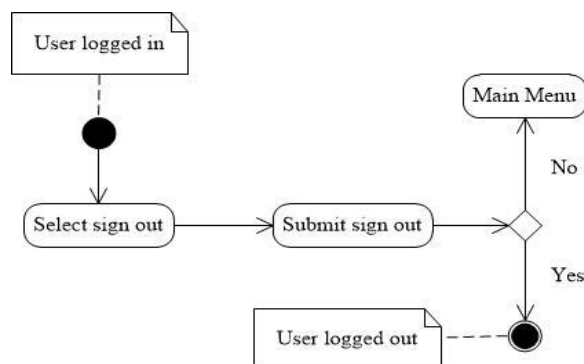 User logged in
Main Menu
No
Select sign out
Submit sign out
Yes
User logged out